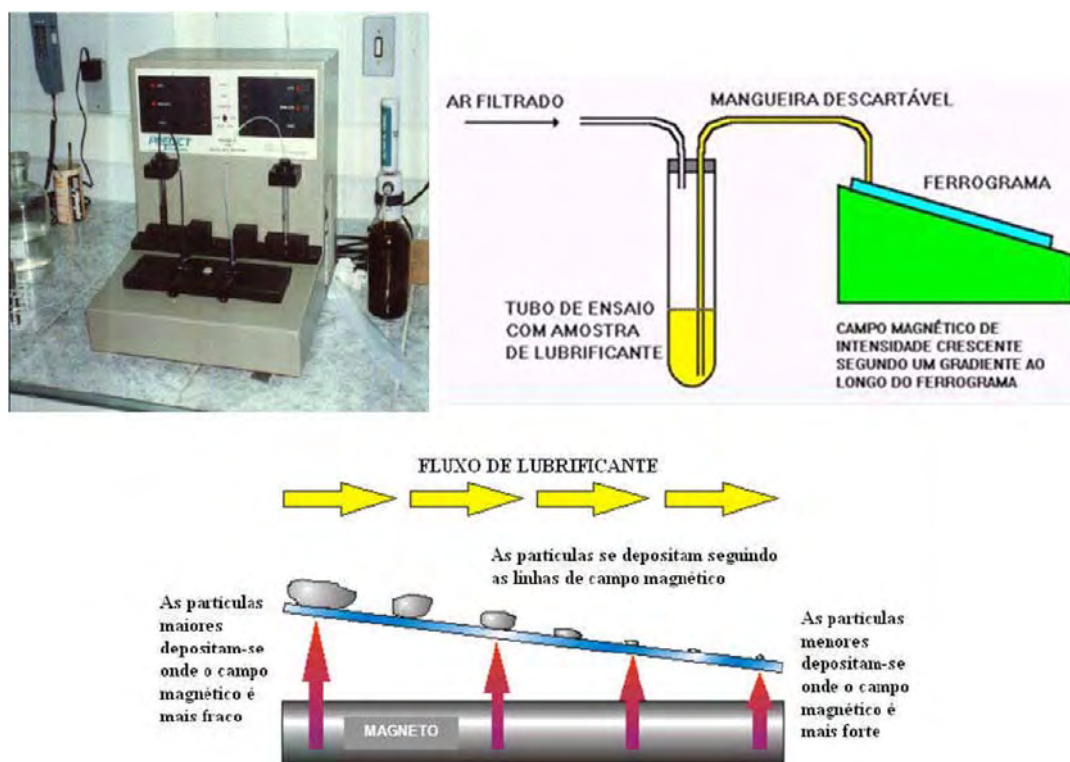 PREDICT
AR FILTRADO
MANGUEIRA DESCARTÁVEL
FERROGRAMA
TUBO DE ENSAIO
COM AMOSTRA
DE LUBRIFICANTE
CAMPO MAGNÉTICO DE
INTENSIDADE CRESCENTE
SEGUNDO UM GRADIENTE AO
LONGO DO FERROGRAMA
FLUXO DE LUBRIFICANTE
As partículas se depositam seguindo
as linhas de campo magnético
As partículas
maiores
depositam-se
onde o campo
magnético é
mais fraco
As partículas
menores
depositam-se
onde o campo
magnético é
mais forte
MAGNETO